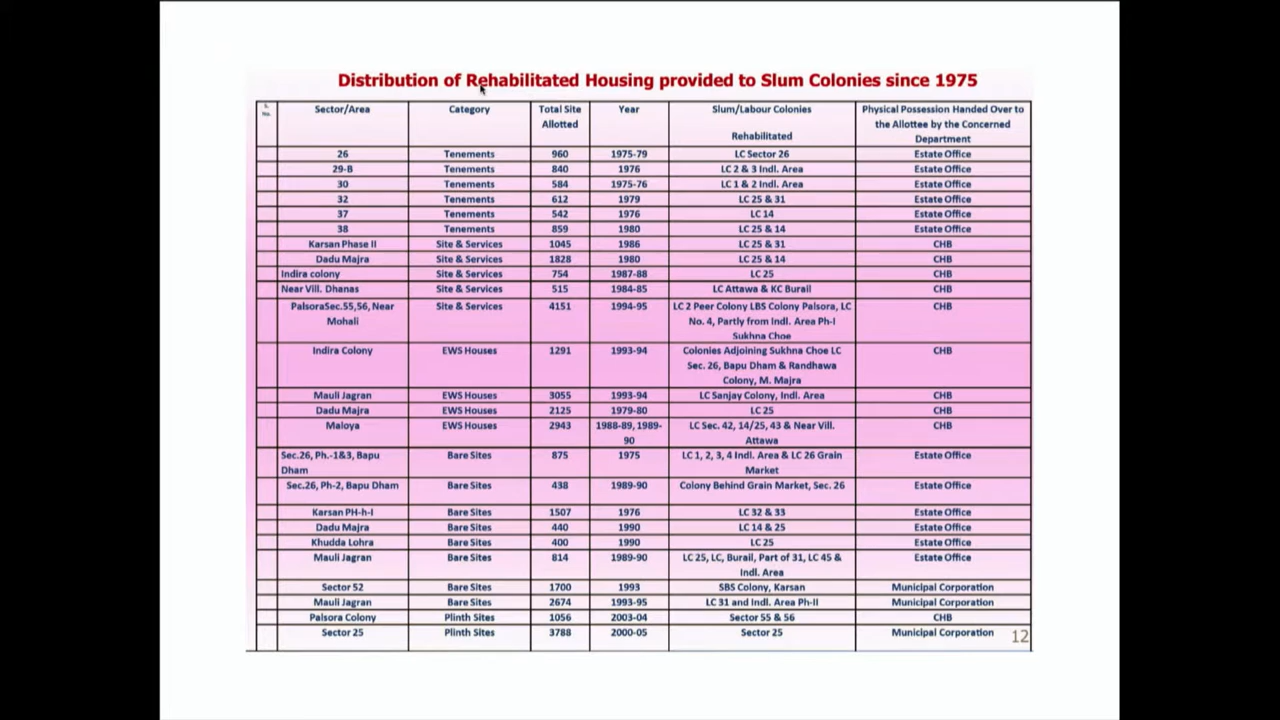 Distribution of Rehabilitated Housing provided to Slum Colonies since 1975
S. No. Sector/Area Category Total Site Allotted Year Slum/Labour Colonies Rehabilitated Physical Possession Handed Over to the Allottee by the Concerned Department
26 Tenements 960 1975-79 LC Sector 26 Estate Office
29-B Tenements 840 1976 LC 2 & 3 Indl. Area Estate Office
30 Tenements 584 1975-76 LC 1 & 2 Indl. Area Estate Office
32 Tenements 612 1979 LC 25 & 31 Estate Office
37 Tenements 542 1976 LC 14 Estate Office
38 Tenements 859 1980 LC 25 & 14 Estate Office
Karsan Phase II Site & Services 1045 1986 LC 25 & 31 CHB
Dadu Majra Site & Services 1828 1980 LC 25 & 14 CHB
Indira colony Site & Services 754 1987-88 LC 25 CHB
Near Vill. Dhanas Site & Services 515 1984-85 LC Attawa & KC Burail CHB
PalsoraSec.55,56, Near Site & Services 4151 1994-95 LC 2 Peer Colony LBS Colony Palsora, LC CHB
Mohali No. 4, Partly from Indl. Area Ph-I
Sukhna Choe
Indira Colony EWS Houses 1291 1993-94 Colonies Adjoining Sukhna Choe LC CHB
Sec. 26, Bapu Dham & Randhawa
Colony, M. Majra
Mauli Jagran EWS Houses 3055 1993-94 LC Sanjay Colony, Indl. Area CHB
Dadu Majra EWS Houses 2125 1979-80 LC 25 CHB
Maloya EWS Houses 2943 1988-89, 1989- LC Sec. 42, 14/25, 43 & Near Vill. CHB
90 Attawa
Sec.26, Ph.-1&3, Bapu Bare Sites 875 1975 LC 1, 2, 3, 4 Indl. Area & LC 26 Grain Estate Office
Dham Market
Sec.26, Ph-2, Bapu Dham Bare Sites 438 1989-90 Colony Behind Grain Market, Sec. 26 Estate Office
Karsan PH-h-I Bare Sites 1507 1976 LC 32 & 33 Estate Office
Dadu Majra Bare Sites 440 1990 LC 14 & 25 Estate Office
Khudda Lohra Bare Sites 400 1990 LC 25 Estate Office
Mauli Jagran Bare Sites 814 1989-90 LC 25, LC, Burail, Part of 31, LC 45 & Estate Office
Indl. Area
Sector 52 Bare Sites 1700 1993 SBS Colony, Karsan Municipal Corporation
Mauli Jagran Bare Sites 2674 1993-95 LC 31 and Indl. Area Ph-II Municipal Corporation
Palsora Colony Plinth Sites 1056 2003-04 Sector 55 & 56 CHB
Sector 25 Plinth Sites 3788 2000-05 Sector 25 Municipal Corporation
12